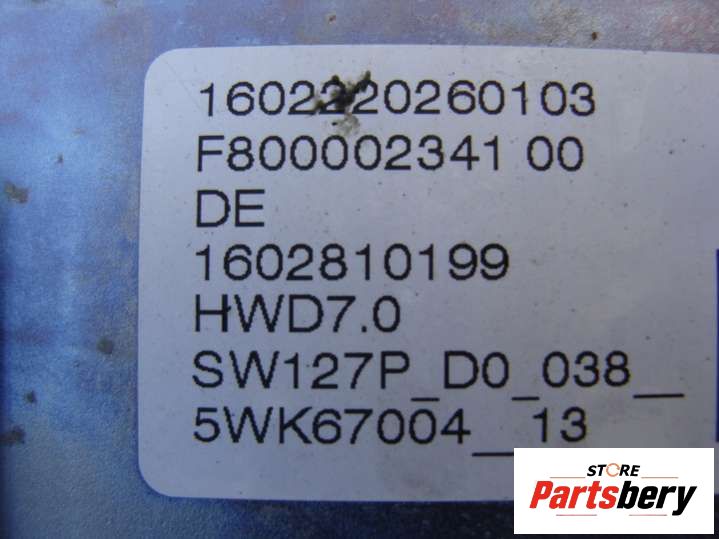 1602220260103
F800002341 00
DE
1602810199
HWD7.0
SW127P_D0_038__
5WK67004__13
STORE
Partsbery